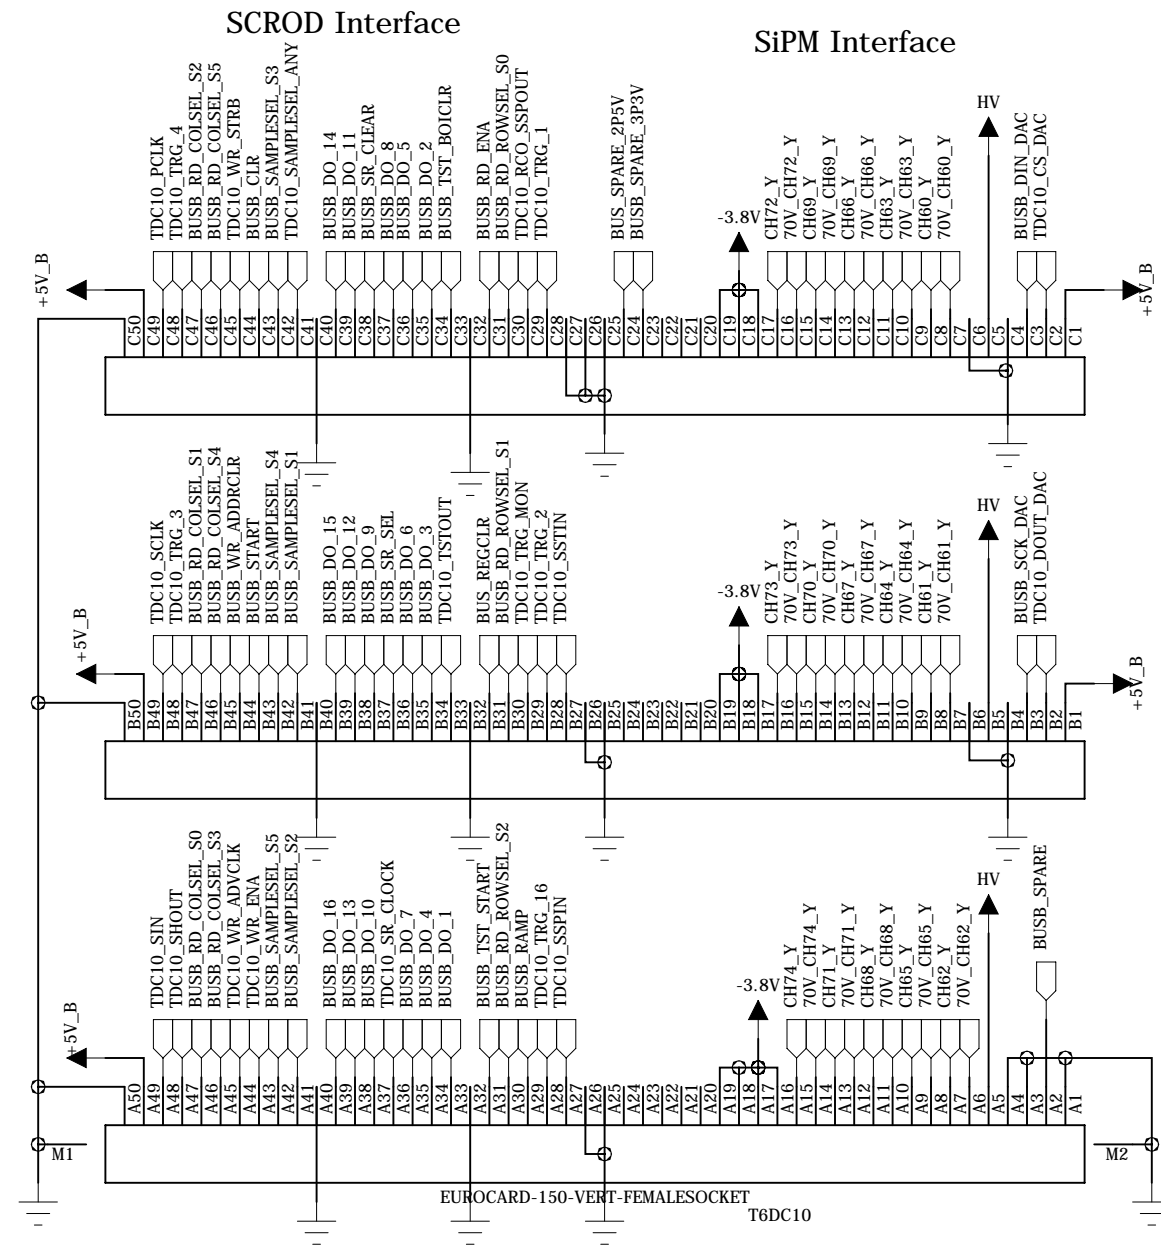 SCROD Interface
SiPM Interface
TDC10_PCLK
TDC10_TRG_4
BUSB_RD_COLSEL_S2
BUSB_RD_COLSEL_S5
TDC10_WR_STRB
BUSB_CLR
BUSB_SAMPLESEL_S3
TDC10_SAMPLESEL_ANY
BUSB_DO_14
BUSB_DO_11
BUSB_SR_CLEAR
BUSB_DO_8
BUSB_DO_5
BUSB_DO_2
BUSB_TST_BOICLR
BUSB_RD_ENA
BUSB_RD_ROWSEL_S0
TDC10_RCO_SSPOUT
TDC10_TRG_1
BUS_SPARE_2P5V
BUSB_SPARE_3P3V
-3.8V
CH72_Y
70V_CH72_Y
CH69_Y
70V_CH69_Y
CH66_Y
70V_CH66_Y
CH63_Y
70V_CH63_Y
CH60_Y
70V_CH60_Y
HV
BUSB_DIN_DAC
TDC10_CS_DAC
+5V_B
+5V_B
C50
C49
C48
C47
C46
C45
C44
C43
C42
C41
C40
C39
C38
C37
C36
C35
C34
C33
C32
C31
C30
C29
C28
C27
C26
C25
C24
C23
C22
C21
C20
C19
C18
C17
C16
C15
C14
C13
C12
C11
C10
C9
C8
C7
C6
C5
C4
C3
C2
C1
TDC10_SCLK
TDC10_TRG_3
BUSB_RD_COLSEL_S1
BUSB_RD_COLSEL_S4
BUSB_WR_ADDRCLR
BUSB_START
BUSB_SAMPLESEL_S4
BUSB_SAMPLESEL_S1
BUSB_DO_15
BUSB_DO_12
BUSB_DO_9
BUSB_SR_SEL
BUSB_DO_6
BUSB_DO_3
TDC10_TSTOUT
BUS_REGCLR
BUSB_RD_ROWSEL_S1
TDC10_TRG_MON
TDC10_TRG_2
TDC10_SSTIN
-3.8V
CH73_Y
70V_CH73_Y
CH70_Y
70V_CH70_Y
CH67_Y
70V_CH67_Y
CH64_Y
70V_CH64_Y
CH61_Y
70V_CH61_Y
HV
BUSB_SCK_DAC
TDC10_DOUT_DAC
+5V_B
+5V_B
B50
B49
B48
B47
B46
B45
B44
B43
B42
B41
B40
B39
B38
B37
B36
B35
B34
B33
B32
B31
B30
B29
B28
B27
B26
B25
B24
B23
B22
B21
B20
B19
B18
B17
B16
B15
B14
B13
B12
B11
B10
B9
B8
B7
B6
B5
B4
B3
B2
B1
TDC10_SIN
TDC10_SHOUT
BUSB_RD_COLSEL_S0
BUSB_RD_COLSEL_S3
TDC10_WR_ADVCLK
TDC10_WR_ENA
BUSB_SAMPLESEL_S5
BUSB_SAMPLESEL_S2
BUSB_DO_16
BUSB_DO_13
BUSB_DO_10
TDC10_SR_CLOCK
BUSB_DO_7
BUSB_DO_4
BUSB_DO_1
BUSB_TST_START
BUSB_RD_ROWSEL_S2
BUSB_RAMP
TDC10_TRG_16
TDC10_SSPIN
-3.8V
CH74_Y
70V_CH74_Y
CH71_Y
70V_CH71_Y
CH68_Y
70V_CH68_Y
CH65_Y
70V_CH65_Y
CH62_Y
70V_CH62_Y
HV
BUSB_SPARE
+5V_B
A50
A49
A48
A47
A46
A45
A44
A43
A42
A41
A40
A39
A38
A37
A36
A35
A34
A33
A32
A31
A30
A29
A28
A27
A26
A25
A24
A23
A22
A21
A20
A19
A18
A17
A16
A15
A14
A13
A12
A11
A10
A9
A8
A7
A6
A5
A4
A3
A2
A1
M1
M2
EUROCARD-150-VERT-FEMALESOCKET
T6DC10